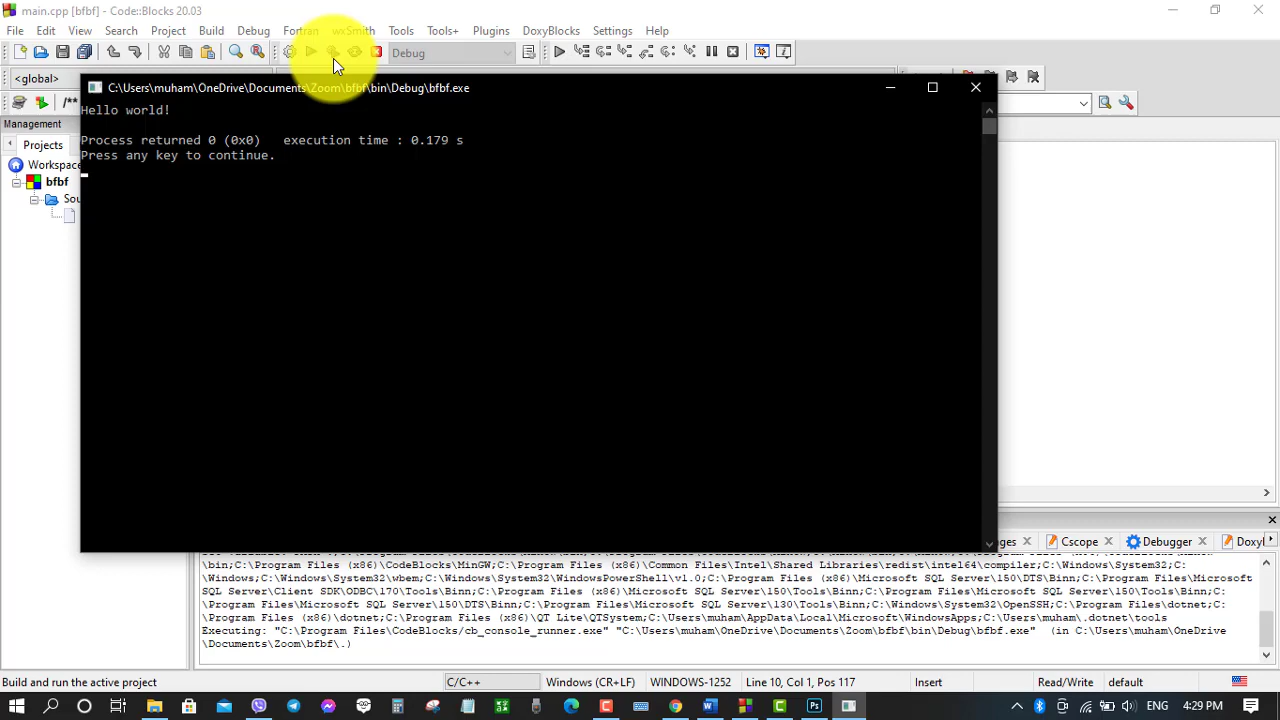 main.cpp [bfbf] - Code::Blocks 20.03
File Edit View Search Project Build Debug Fortran wxSmith Tools Tools+ Plugins DoxyBlocks Settings Help
Debug
<global>
/**
C:\Users\muham\OneDrive\Documents\Zoom\bfbf\bin\Debug\bfbf.exe
Hello world!
Process returned 0 (0x0) execution time : 0.179 s
Press any key to continue.
Management
Projects
Workspace
bfbf
Sou
Cscope
Debugger
Doxyl
\bin;C:\Program Files (x86)\CodeBlocks\MinGW;C:\Program Files (x86)\Common Files\Intel\Shared Libraries\redist\intel64\compiler;C:\Windows\System32;C:
\Windows;C:\Windows\System32\wbem;C:\Windows\System32\WindowsPowerShell\v1.0;C:\Program Files (x86)\Microsoft SQL Server\150\DTS\Binn;C:\Program Files\Microsoft
SQL Server\Client SDK\ODBC\170\Tools\Binn;C:\Program Files (x86)\Microsoft SQL Server\150\Tools\Binn;C:\Program Files\Microsoft SQL Server\150\Tools\Binn;C:
\Program Files\Microsoft SQL Server\150\DTS\Binn;C:\Program Files\Microsoft SQL Server\130\Tools\Binn;C:\Windows\System32\OpenSSH;C:\Program Files\dotnet;C:
\Program Files (x86)\dotnet;C:\Program Files (x86)\QT Lite\QTSystem;C:\Users\muham\AppData\Local\Microsoft\WindowsApps;C:\Users\muham\.dotnet\tools
Executing: "C:\Program Files\CodeBlocks/cb_console_runner.exe" "C:\Users\muham\OneDrive\Documents\Zoom\bfbf\bin\Debug\bfbf.exe" (in C:\Users\muham\OneDrive
\Documents\Zoom\bfbf\.)
Build and run the active project
C/C++
Windows (CR+LF)
WINDOWS-1252
Line 10, Col 1, Pos 117
Insert
Read/Write
default
ENG
4:29 PM